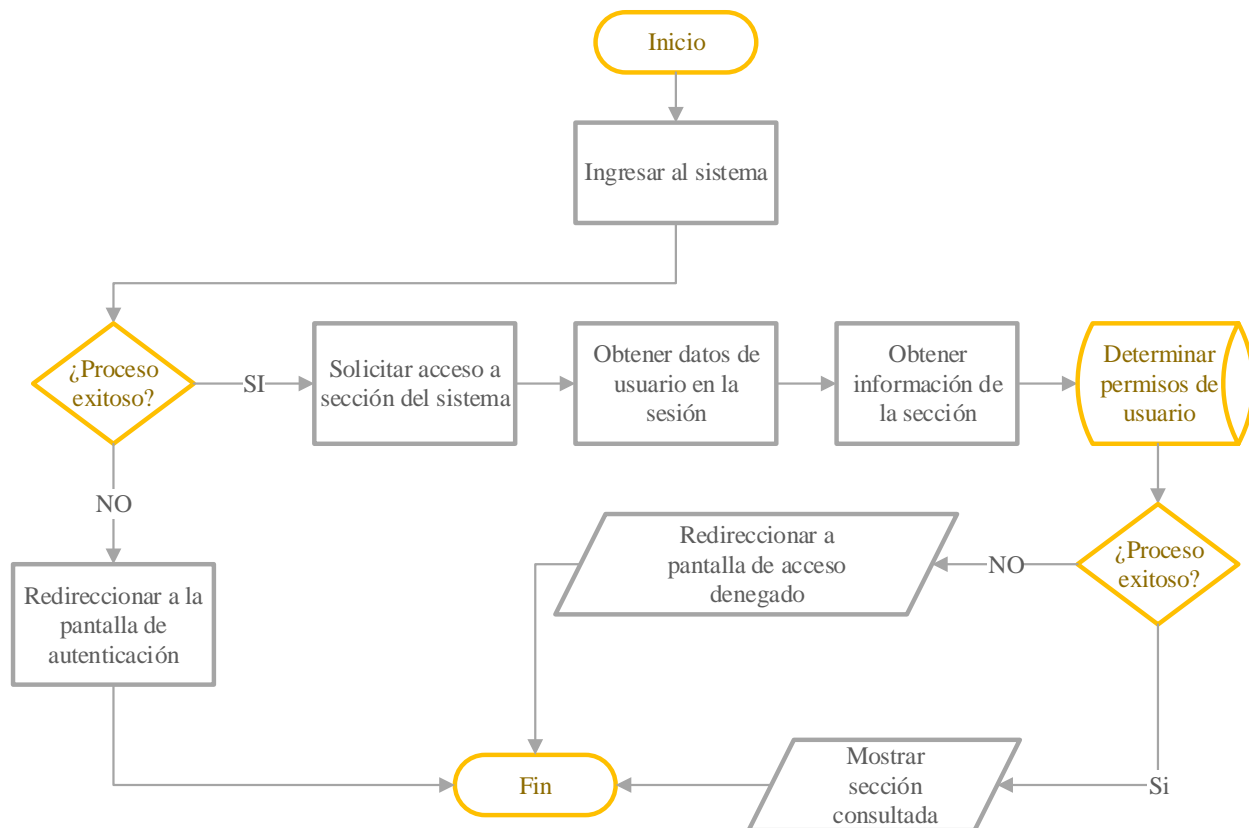 Inicio
Ingresar al sistema
¿Proceso
exitoso?
SI
Solicitar acceso a
sección del sistema
Obtener datos de
usuario en la
sesión
Obtener
información de
la sección
Determinar
permisos de
usuario
NO
Redireccionar a
pantalla de acceso
denegado
NO
¿Proceso
exitoso?
Redireccionar a la
pantalla de
autenticación
Fin
Mostrar
sección
consultada
Si